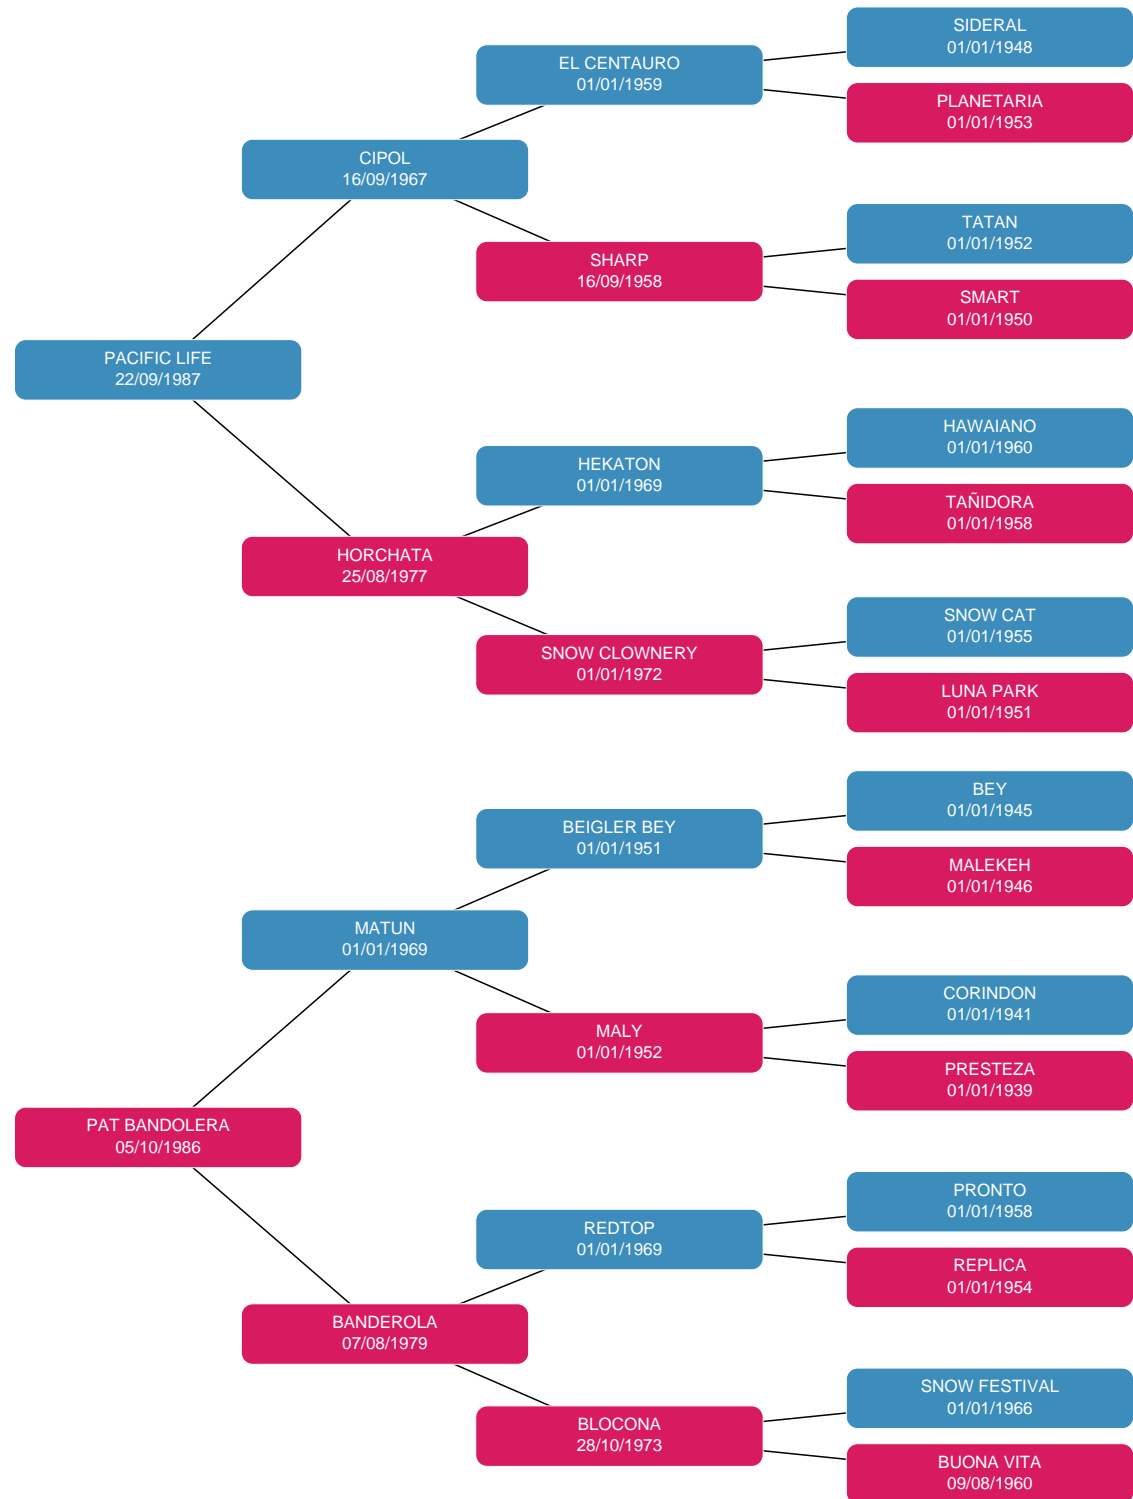 SIDERAL
01/01/1948
EL CENTAURO
01/01/1959
PLANETARIA
01/01/1953
CIPOL
16/09/1967
TATAN
01/01/1952
SHARP
16/09/1958
SMART
01/01/1950
PACIFIC LIFE
22/09/1987
HAWAIANO
01/01/1960
HEKATON
01/01/1969
TAÑIDORA
01/01/1958
HORCHATA
25/08/1977
SNOW CAT
01/01/1955
SNOW CLOWNERY
01/01/1972
LUNA PARK
01/01/1951
BEY
01/01/1945
BEIGLER BEY
01/01/1951
MALEKEH
01/01/1946
MATUN
01/01/1969
CORINDON
01/01/1941
MALY
01/01/1952
PRESTEZA
01/01/1939
PAT BANDOLERA
05/10/1986
PRONTO
01/01/1958
REDTOP
01/01/1969
REPLICA
01/01/1954
BANDEROLA
07/08/1979
SNOW FESTIVAL
01/01/1966
BLOCONA
28/10/1973
BUONA VITA
09/08/1960